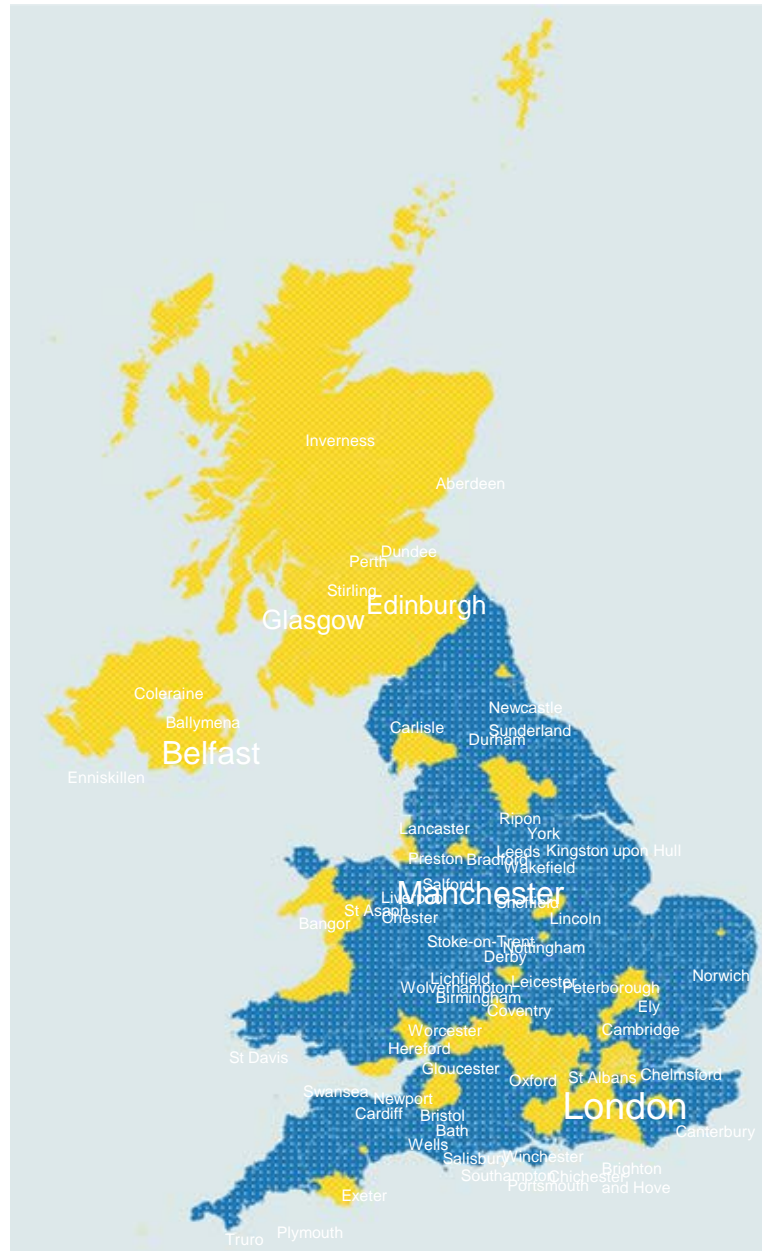 Inverness
Aberdeen
Dundee
Perth
Stirling
Edinburgh
Glasgow
Coleraine
Ballymena
Belfast
Enniskillen
Newcastle
Carlisle
Sunderland
Durham
Ripon
Lancaster
York
Leeds
Kingston upon Hull
Preston
Bradford
Wakefield
Salford
Manchester
Liverpool
Sheffield
St Asaph
Chester
Lincoln
Bangor
Stoke-on-Trent
Nottingham
Derby
Norwich
Lichfield
Leicester
Wolverhampton
Peterborough
Birmingham
Ely
Coventry
Worcester
Cambridge
Hereford
St Davis
Gloucester
Oxford
St Albans
Chelmsford
Swansea
Newport
London
Cardiff
Bristol
Bath
Canterbury
Wells
Salisbury
Winchester
Southampton
Chichester
Brighton
and Hove
Portsmouth
Exeter
Plymouth
Truro